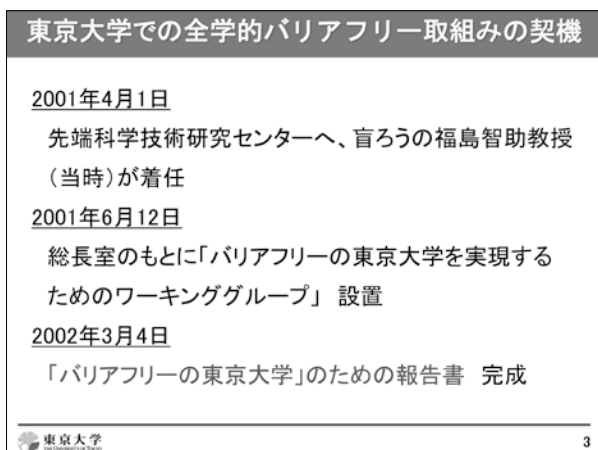 東京大学での全学的バリアフリー取組みの契機
2001年4月1日
先端科学技術研究センターへ、盲ろうの福島智助教授
（当時）が着任
2001年6月12日
総長室のもとに「バリアフリーの東京大学を実現する
ためのワーキンググループ」 設置
2002年3月4日
「バリアフリーの東京大学」のための報告書 完成
東京大学
THE UNIVERSITY OF TOKYO
3